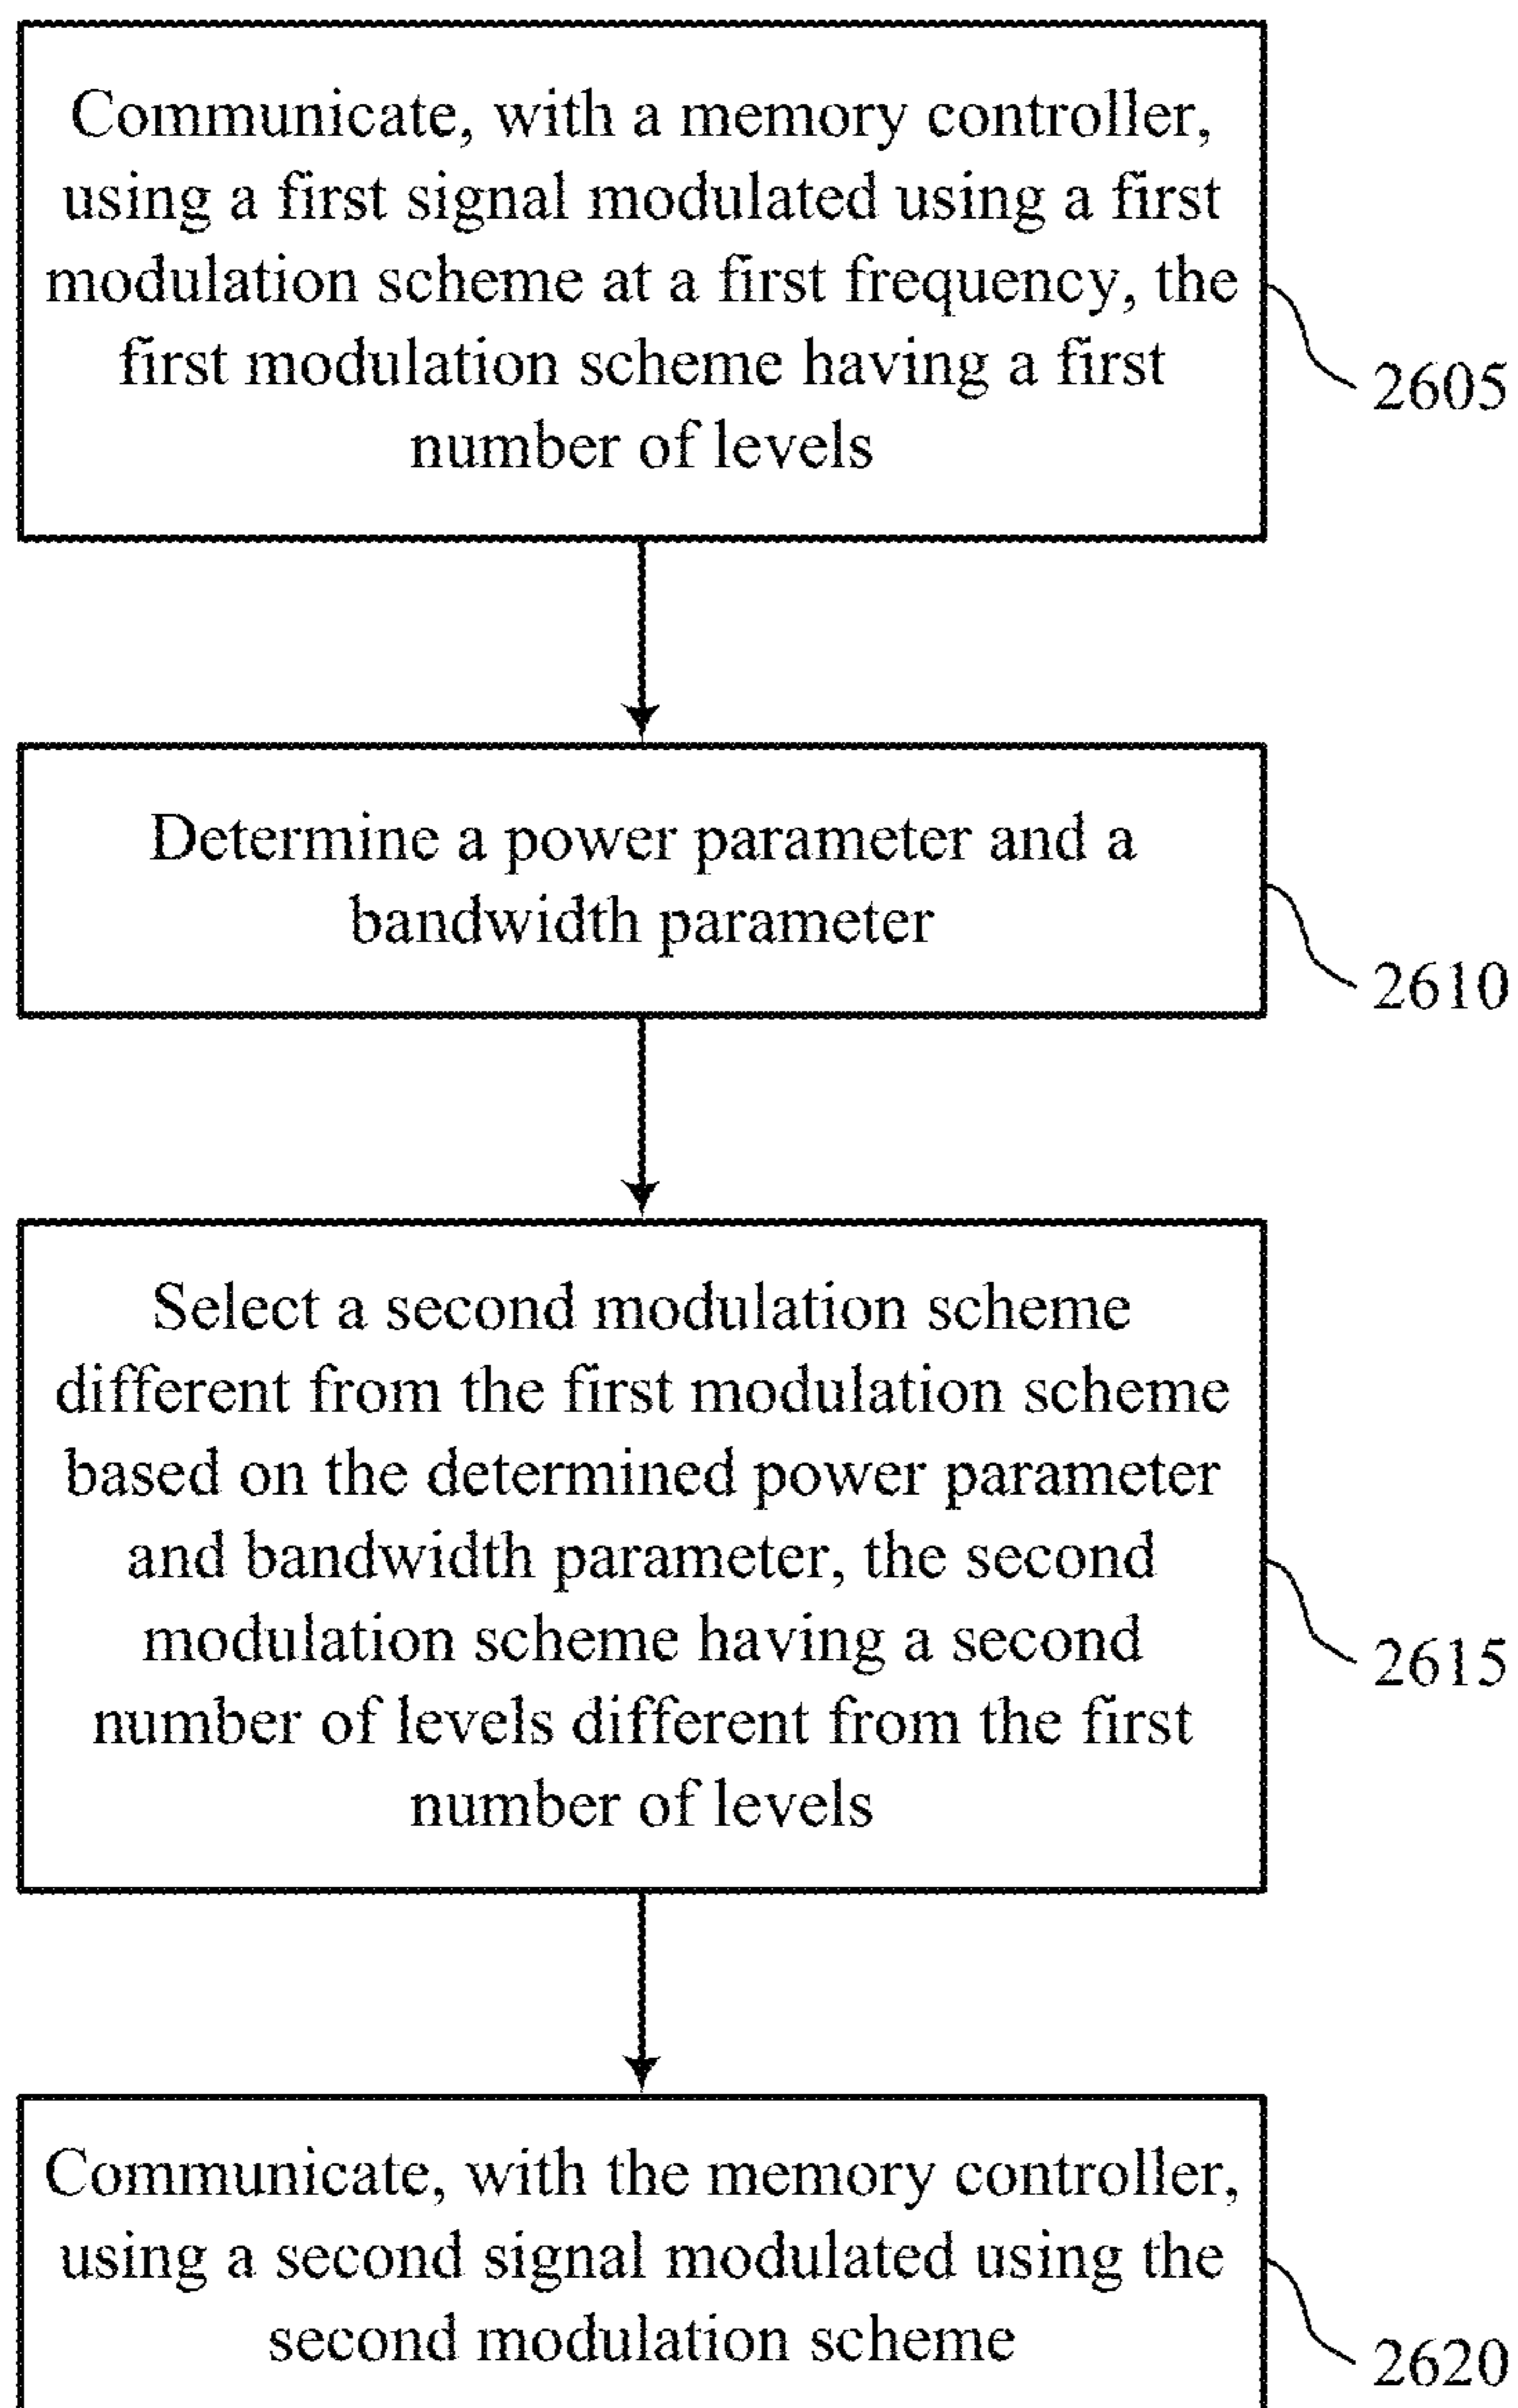 Communicate, with a memory controller,
using a first signal modulated using a first
modulation scheme at a first frequency, the
first modulation scheme having a first
number of levels
2605
Determine a power parameter and a
bandwidth parameter
2610
Select a second modulation scheme
different from the first modulation scheme
based on the determined power parameter
and bandwidth parameter, the second
modulation scheme having a second
number of levels different from the first
number of levels
2615
Communicate, with the memory controller,
using a second signal modulated using the
second modulation scheme
2620